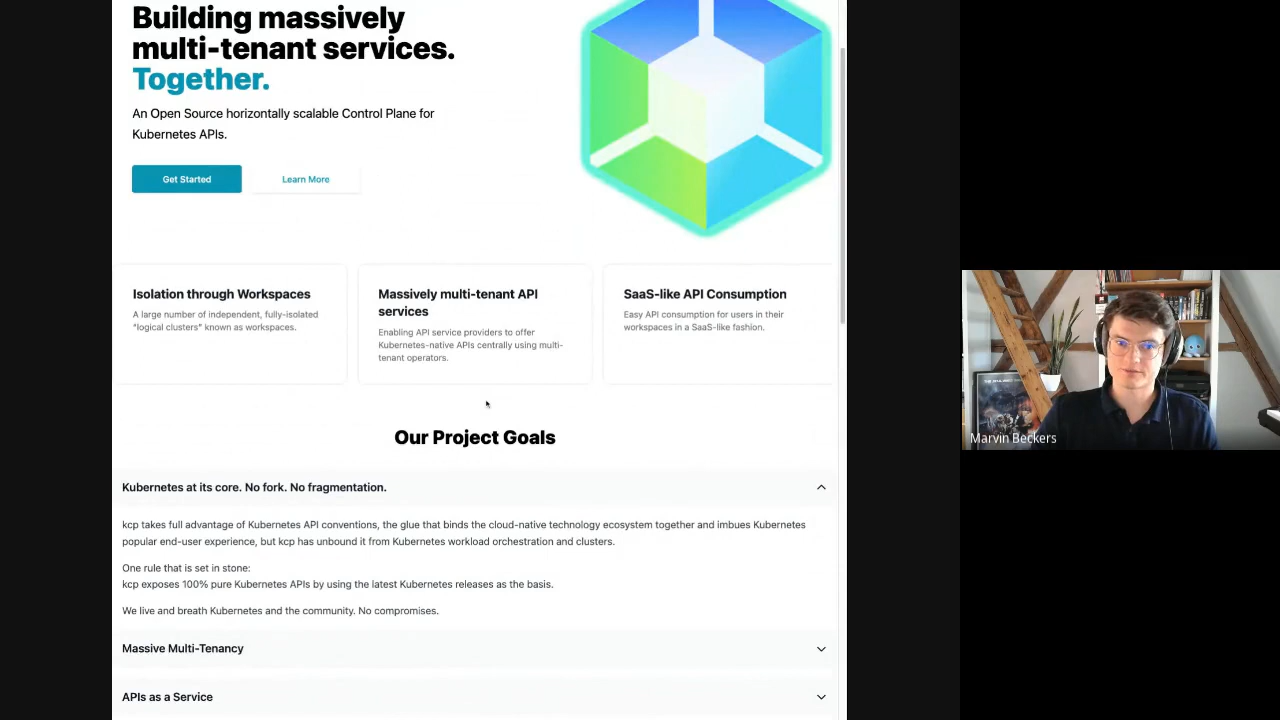 Building massively
multi-tenant services.
Together.
An Open Source horizontally scalable Control Plane for
Kubernetes APIs.
Get Started
Learn More
Isolation through Workspaces
A large number of independent, fully-isolated
“logical clusters” known as workspaces.
Massively multi-tenant API
services
Enabling API service providers to offer
Kubernetes-native APIs centrally using multi-
tenant operators.
SaaS-like API Consumption
Easy API consumption for users in their
workspaces in a SaaS-like fashion.
Our Project Goals
Kubernetes at its core. No fork. No fragmentation.
kcp takes full advantage of Kubernetes API conventions, the glue that binds the cloud-native technology ecosystem together and imbues Kubernetes
popular end-user experience, but kcp has unbound it from Kubernetes workload orchestration and clusters.
One rule that is set in stone:
kcp exposes 100% pure Kubernetes APIs by using the latest Kubernetes releases as the basis.
We live and breath Kubernetes and the community. No compromises.
Massive Multi-Tenancy
APIs as a Service
Marvin Beckers